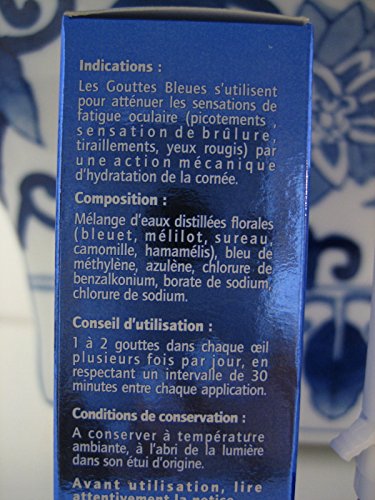 Indications :
Les Gouttes Bleues s'utilisent
pour atténuer les sensations de
fatigue oculaire (picotements ,
sensation de brûlure,
tiraillements, yeux rougis) par
une action mécanique
d'hydratation de la cornée.
Composition :
Mélange d'eaux distillées florales
(bleuet, mélilot, sureau,
camomille, hamamélis), bleu de
méthylène, azulène, chlorure de
benzalkonium, borate de sodium,
chlorure de sodium.
Conseil d'utilisation :
1 à 2 gouttes dans chaque œil
plusieurs fois par jour, en
respectant un intervalle de 30
minutes entre chaque application.
Conditions de conservation :
A conserver à température
ambiante, à l'abri de la lumière
dans son étui d'origine.
Avant utilisation, lire
attentivement la notice